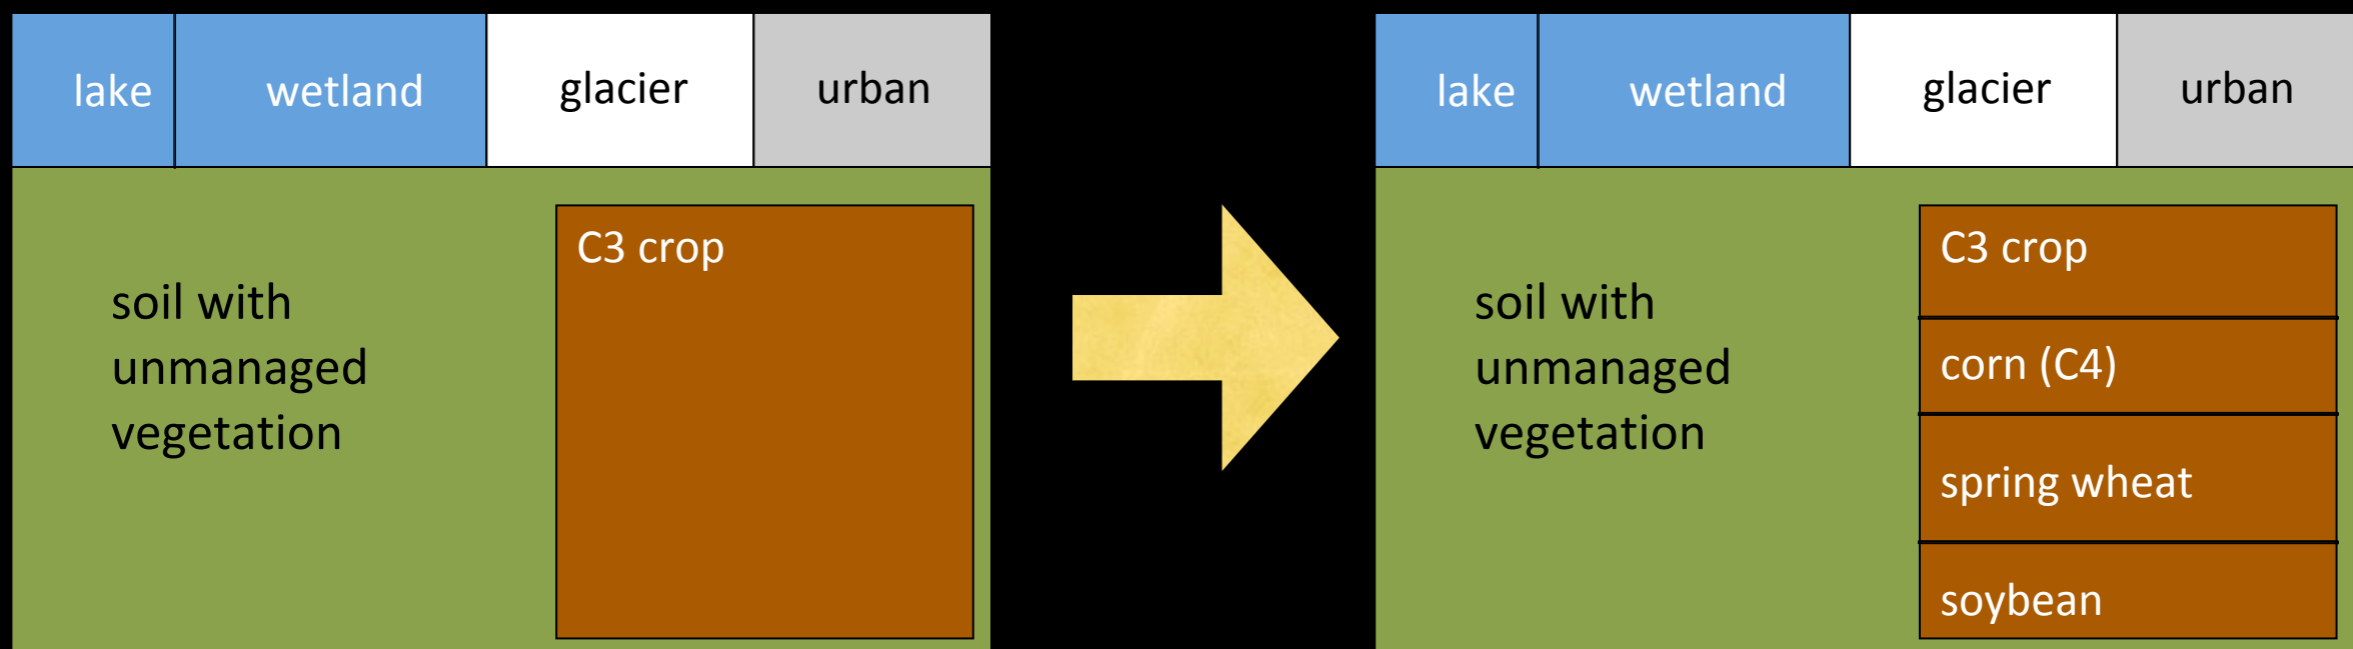 lake
wetland
glacier
urban
C3 crop
soil with
unmanaged
vegetation
lake
wetland
glacier
urban
soil with
unmanaged
vegetation
C3 crop
corn (C4)
spring wheat
soybean